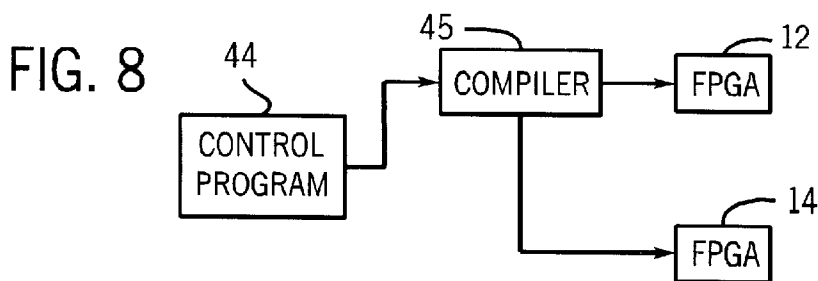 FIG. 8
44
CONTROL
PROGRAM
45
COMPILER
12
FPGA
14
FPGA